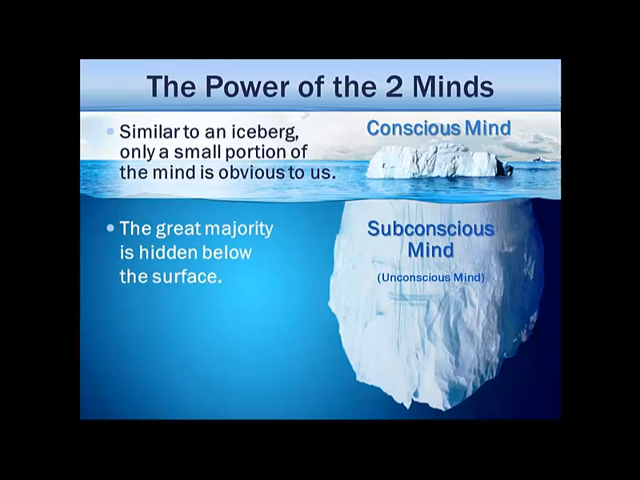 The Power of the 2 Minds
• Similar to an iceberg,
only a small portion of
the mind is obvious to us.
Conscious Mind
• The great majority
is hidden below
the surface.
Subconscious
Mind
(Unconscious Mind)